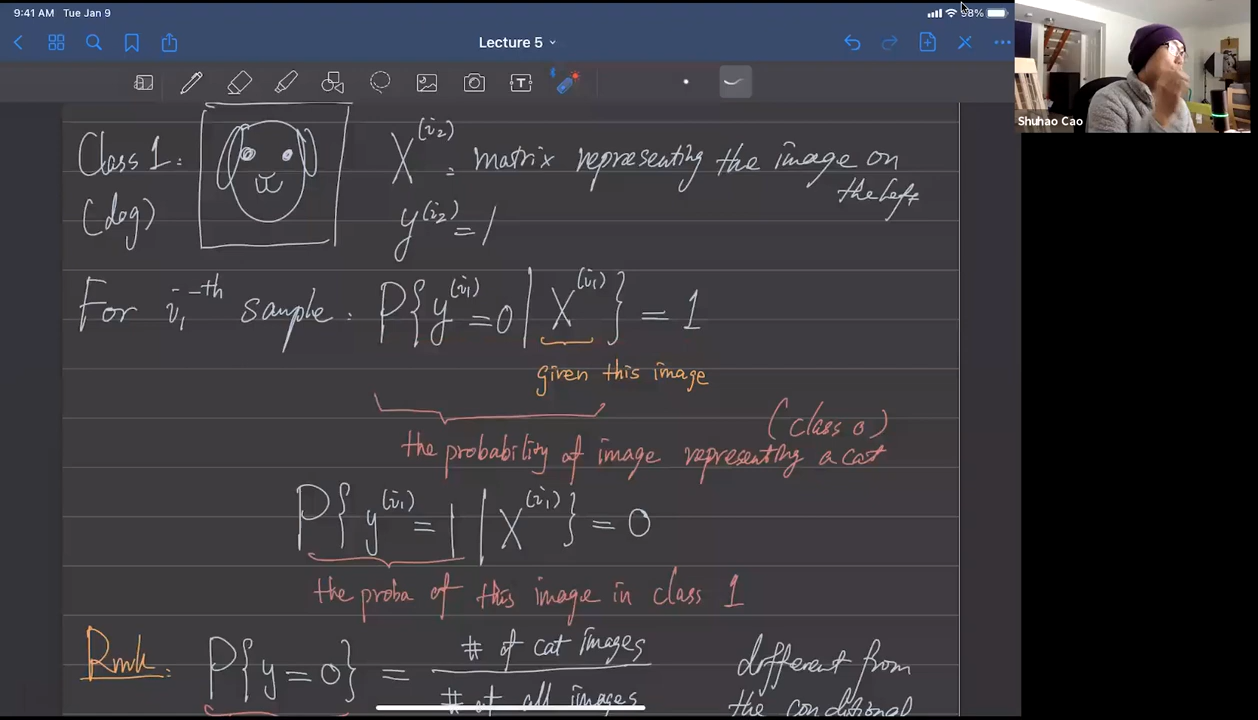 9:41 AM Tue Jan 9
98%
Lecture 5
T
Shuhao Cao
Class 1:
(dog)
X^(i₂) = matrix representing the image on
the left
y^(i₂) = 1
For i₁-th sample: P{y^(i₁) = 0 | X^(i₁)} = 1
given this image
(class 0)
the probability of image representing a cat
P{y^(i₁) = 1 | X^(i₁)} = 0
the proba of this image in class 1
Rmk: P{y = 0} = # of cat images
# of all images
different from
the conditional